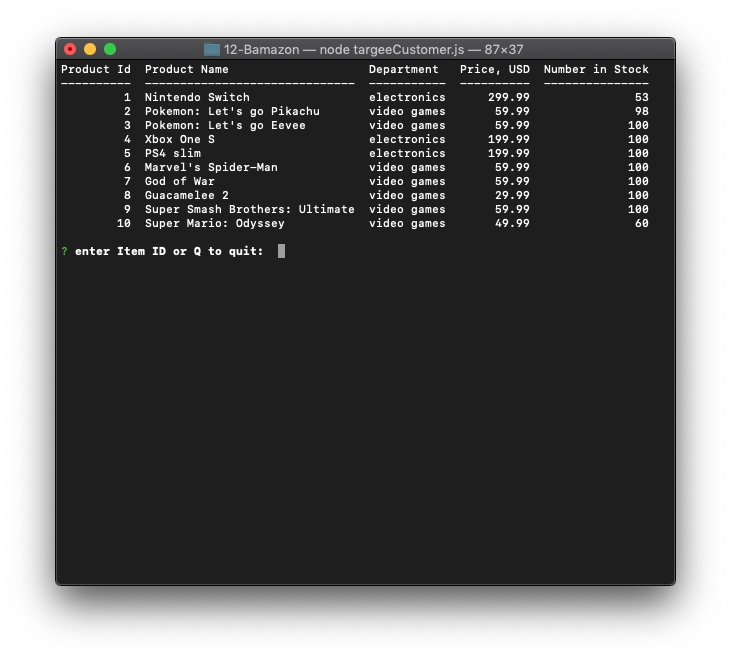 12-Bamazon — node targeeCustomer.js — 87×37
Product Id  Product Name                    Department   Price, USD  Number in Stock
----------  ------------------------------  -----------  ----------  ---------------
         1  Nintendo Switch                 electronics      299.99               53
         2  Pokemon: Let's go Pikachu       video games       59.99               98
         3  Pokemon: Let's go Eevee         video games       59.99              100
         4  Xbox One S                      electronics      199.99              100
         5  PS4 slim                        electronics      199.99              100
         6  Marvel's Spider-Man             video games       59.99              100
         7  God of War                      video games       59.99              100
         8  Guacamelee 2                    video games       29.99              100
         9  Super Smash Brothers: Ultimate  video games       59.99              100
        10  Super Mario: Odyssey            video games       49.99               60
? enter Item ID or Q to quit: